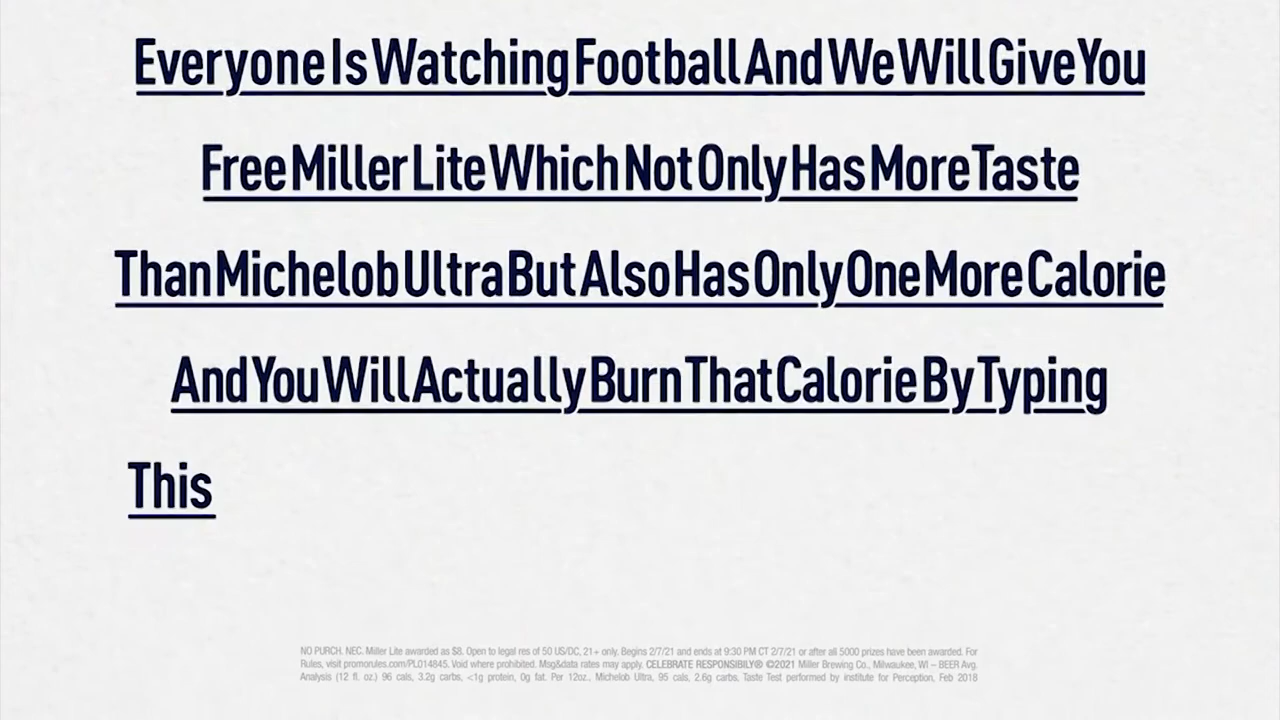 EveryoneIsWatchingFootballAndWeWillGiveYou
FreeMillerLiteWhichNotOnlyHasMoreTaste
ThanMichelobUltraButAlsoHasOnlyOneMoreCalorie
AndYouWillActuallyBurnThatCalorieByTyping
This
NO PURCH. NEC. Miller Lite awarded as $8. Open to legal res of 50 US/DC, 21+ only. Begins 2/7/21 and ends at 9:30 PM CT 2/7/21 or after all 5000 prizes have been awarded. For
Rules, visit promorules.com/PL014845. Void where prohibited. Msg&data rates may apply. CELEBRATE RESPONSIBILY® ©2021 Miller Brewing Co., Milwaukee, WI – BEER Avg.
Analysis (12 fl. oz.) 96 cals, 3.2g carbs, <1g protein, 0g fat. Per 12oz., Michelob Ultra, 95 cals, 2.6g carbs. Taste Test performed by institute for Perception, Feb 2018